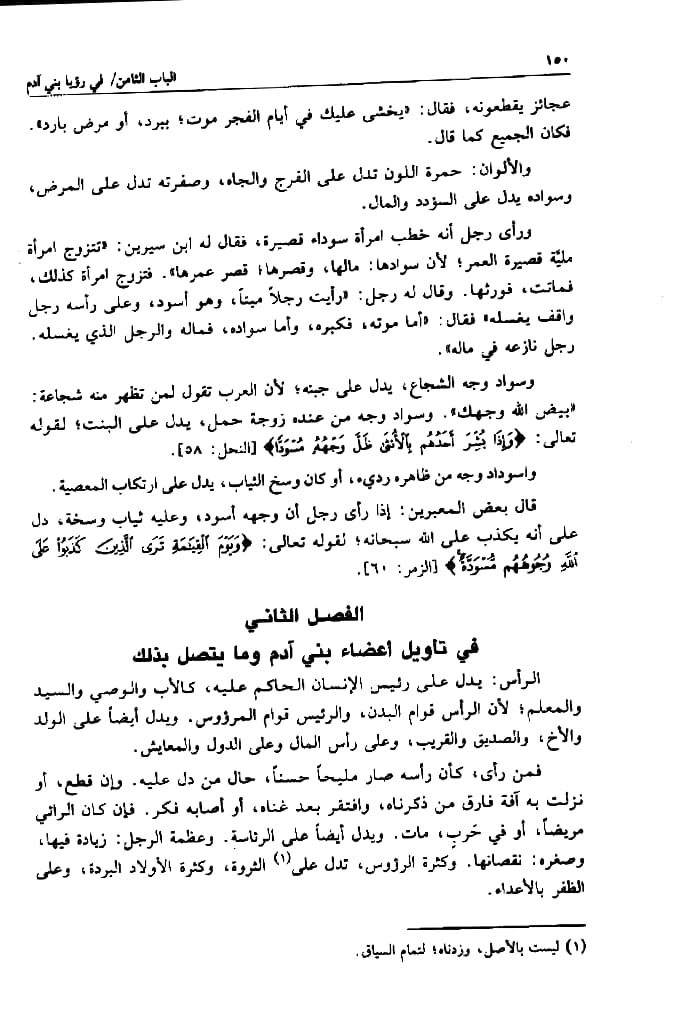 ١٥٠
الباب الثامن/ في رؤيا بني آدم
عجائز يقطعونه، فقال: «يخشى عليك في أيام الفجر موت؛ ببرد، أو مرض بارد».
فكان الجميع كما قال.
والألوان: حمرة اللون تدل على الفرج والجاه، وصفرته تدل على المرض،
وسواده يدل على السؤدد والمال.
ورأى رجل أنه خطب امرأة سوداء قصيرة، فقال له ابن سيرين: «تتزوج امرأة
مليَّة قصيرة العمر؛ لأن سوادها: مالها، وقصرها؛ قصر عمرها». فتزوج امرأة كذلك،
فماتت، فورثها. وقال له رجل: «رأيت رجلاً ميتاً، وهو أسود، وعلى رأسه رجل
واقف يغسله» فقال: «أما موته، فكبره، وأما سواده، فماله والرجل الذي يغسله.
رجل نازعه في ماله».
وسواد وجه الشجاع، يدل على جبنه؛ لأن العرب تقول لمن تظهر منه شجاعة:
«بيض الله وجهك». وسواد وجه من عنده زوجة حمل، يدل على البنت؛ لقوله
تعالى: ﴿وَإِذَا بُشِّرَ أَحَدُهُم بِالْأُنثَىٰ ظَلَّ وَجْهُهُ مُسْوَدًّا﴾ [النحل: ٥٨].
واسوداد وجه من ظاهره رديء، أو كان وسخ الثياب، يدل على ارتكاب المعصية.
قال بعض المعبرين: إذا رأى رجل أن وجهه أسود، وعليه ثياب وسخة، دل
على أنه يكذب على الله سبحانه؛ لقوله تعالى: ﴿وَيَوْمَ الْقِيَٰمَةِ تَرَى الَّذِينَ كَذَبُوا عَلَى
اللَّهِ وُجُوهُهُم مُّسْوَدَّةٌ﴾ [الزمر: ٦٠].
الفصل الثاني
في تاويل اعضاء بني آدم وما يتصل بذلك
الرأس: يدل على رئيس الإنسان الحاكم عليه، كالأب والوصي والسيد
والمعلم؛ لأن الرأس قوام البدن، والرئيس قوام المرؤوس. ويدل أيضاً على الولد
والأخ، والصديق والقريب، وعلى رأس المال وعلى الدول والمعايش.
فمن رأى، كأن رأسه صار مليحاً حسناً، حال من دل عليه. وإن قطع، أو
نزلت به آفة فارق من ذكرناه، وافتقر بعد غناه، أو أصابه فكر. فإن كان الرائي
مريضاً، أو في حَربٍ، مات. ويدل أيضاً على الرئاسة. وعظمة الرجل: زيادة فيها،
وصغره: نقصانها. وكثرة الرؤوس، تدل على(١) الثروة، وكثرة الأولاد البردة، وعلى
الظفر بالأعداء.
(١) ليست بالأصل، وزدناه؛ لتمام السياق.